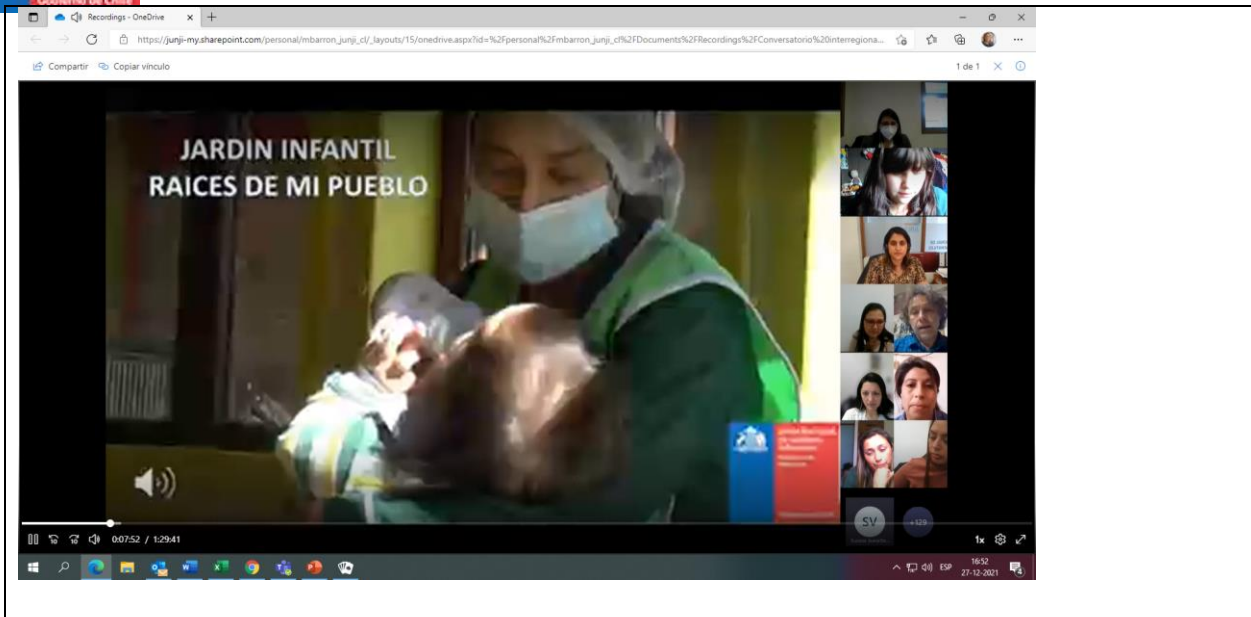 Gobierno de Chile
Recordings - OneDrive
https://junji-my.sharepoint.com/personal/mbarron_junji_cl/_layouts/15/onedrive.aspx?id=%2Fpersonal%2Fmbarron_junji_cl%2FDocuments%2FRecordings%2FConversatorio%20interregiona...
Compartir
Copiar vínculo
1 de 1
JARDIN INFANTIL
RAICES DE MI PUEBLO
SV
+129
0:07:52 / 1:29:41
1x
ESP
16:52
27-12-2021
4